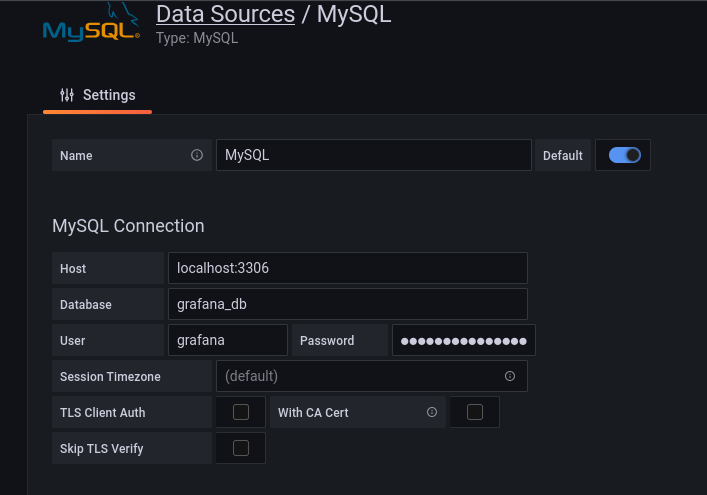 Data Sources / MySQL
MySQL®
Type: MySQL
Settings
Name MySQL Default
MySQL Connection
Host localhost:3306
Database grafana_db
User grafana Password ●●●●●●●●●●●●●●●
Session Timezone (default)
TLS Client Auth With CA Cert
Skip TLS Verify